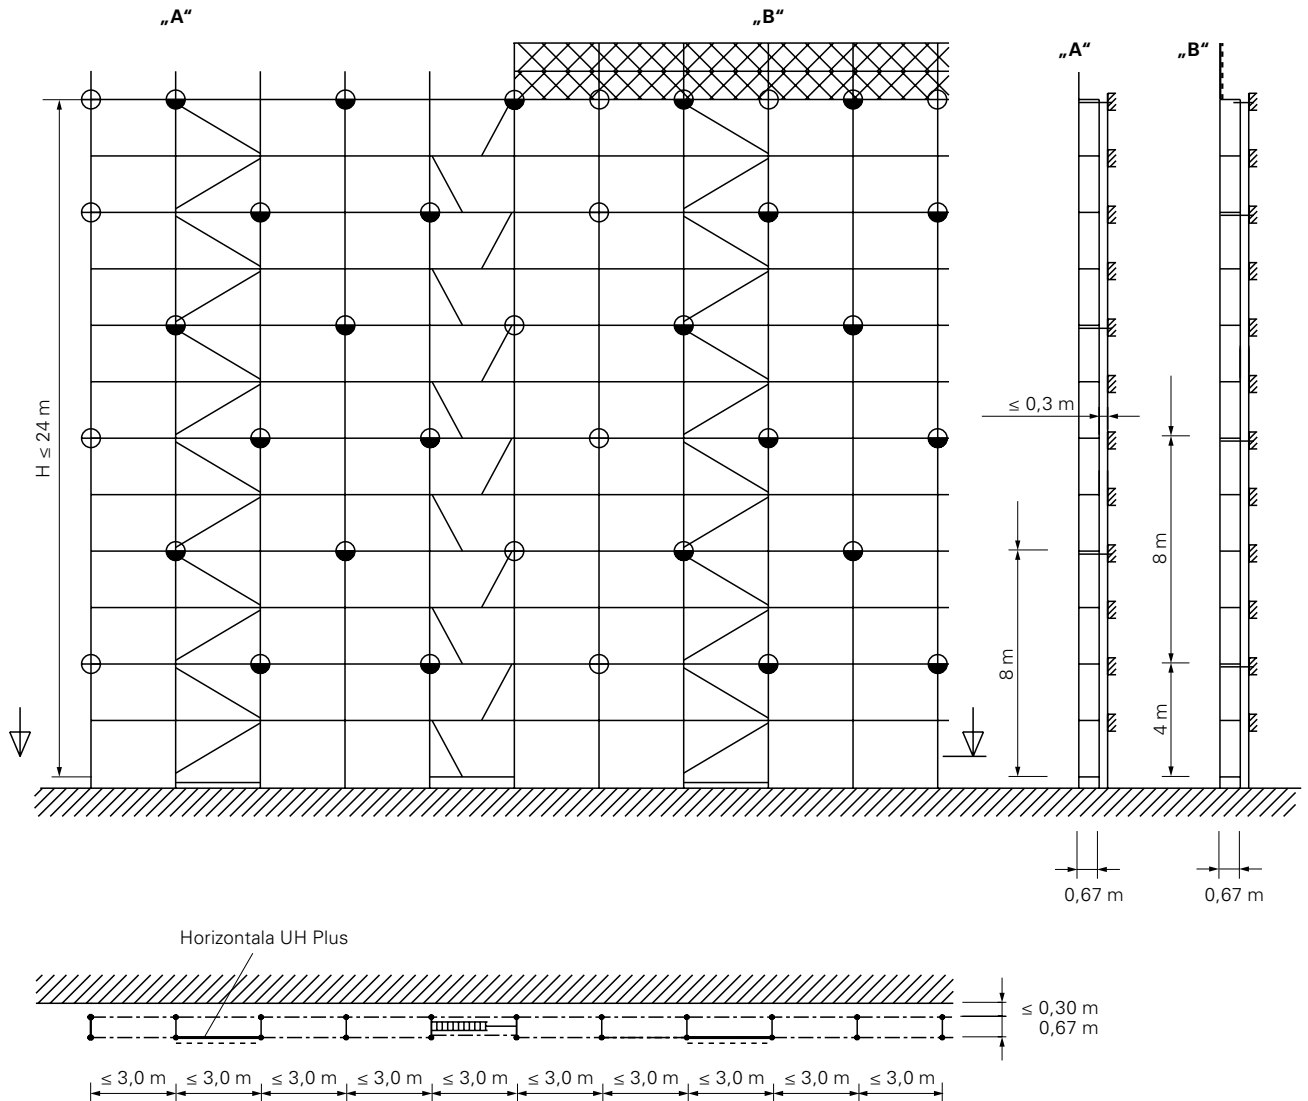 „A“
„B“
„A“
„B“
H ≤ 24 m
≤ 0,3 m
8 m
8 m
4 m
0,67 m
0,67 m
Horizontala UH Plus
≤ 0,30 m
0,67 m
≤ 3,0 m
≤ 3,0 m
≤ 3,0 m
≤ 3,0 m
≤ 3,0 m
≤ 3,0 m
≤ 3,0 m
≤ 3,0 m
≤ 3,0 m
≤ 3,0 m